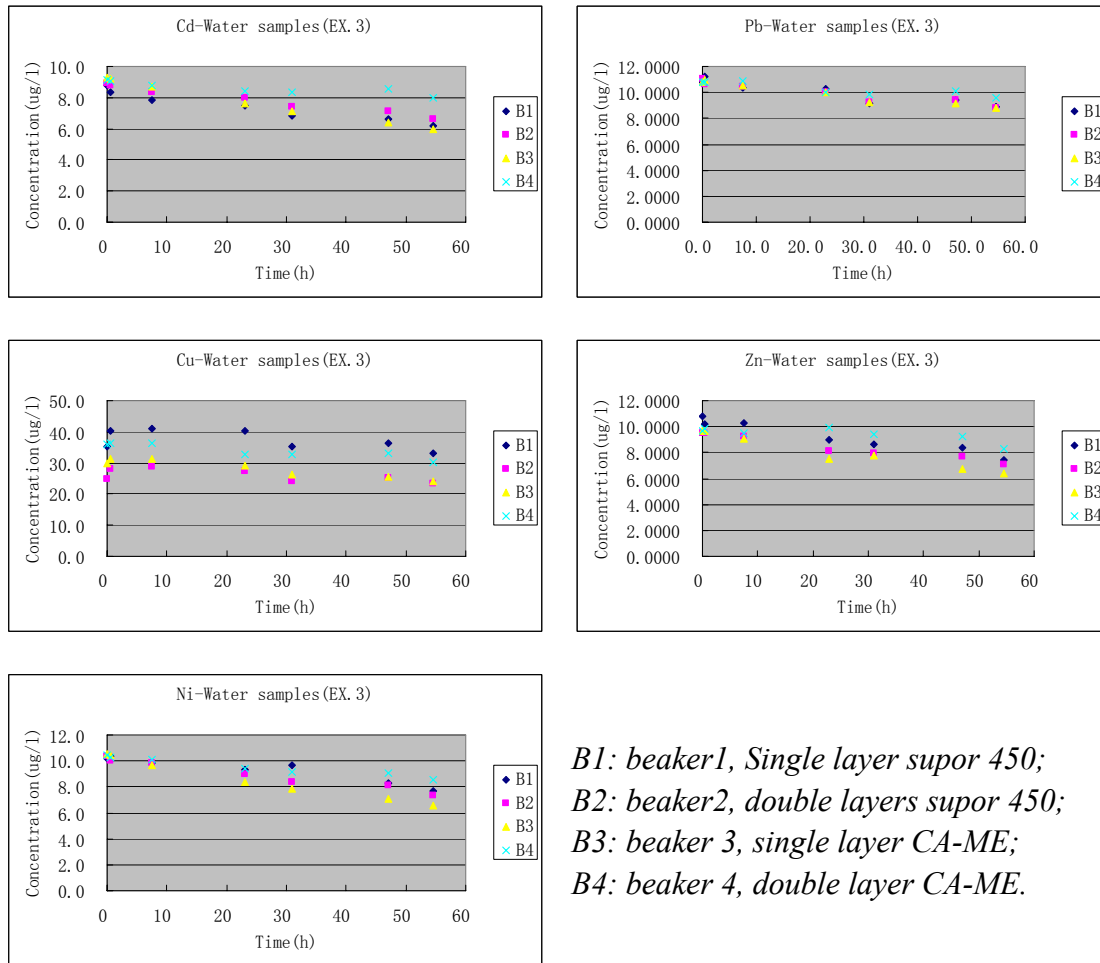 Cd-Water samples(EX.3)
Concentration(ug/l)
10.0
8.0
6.0
4.0
2.0
0.0
0 10 20 30 40 50 60
Time(h)
B1
B2
B3
B4
Pb-Water samples(EX.3)
Concentration(ug/l)
12.0000
10.0000
8.0000
6.0000
4.0000
2.0000
0.0000
0.0 10.0 20.0 30.0 40.0 50.0 60.0
Time(h)
B1
B2
B3
B4
Cu-Water samples(EX.3)
Concentration(ug/l)
50.0
40.0
30.0
20.0
10.0
0.0
0 10 20 30 40 50 60
Time(h)
B1
B2
B3
B4
Zn-Water samples(EX.3)
Concentrtion(ug/l)
12.0000
10.0000
8.0000
6.0000
4.0000
2.0000
0.0000
0 10 20 30 40 50 60
Time(h)
B1
B2
B3
B4
Ni-Water samples(EX.3)
Concentration(ug/l)
12.0
10.0
8.0
6.0
4.0
2.0
0.0
0 10 20 30 40 50 60
Time(h)
B1
B2
B3
B4
B1: beaker1, Single layer supor 450;
B2: beaker2, double layers supor 450;
B3: beaker 3, single layer CA-ME;
B4: beaker 4, double layer CA-ME.